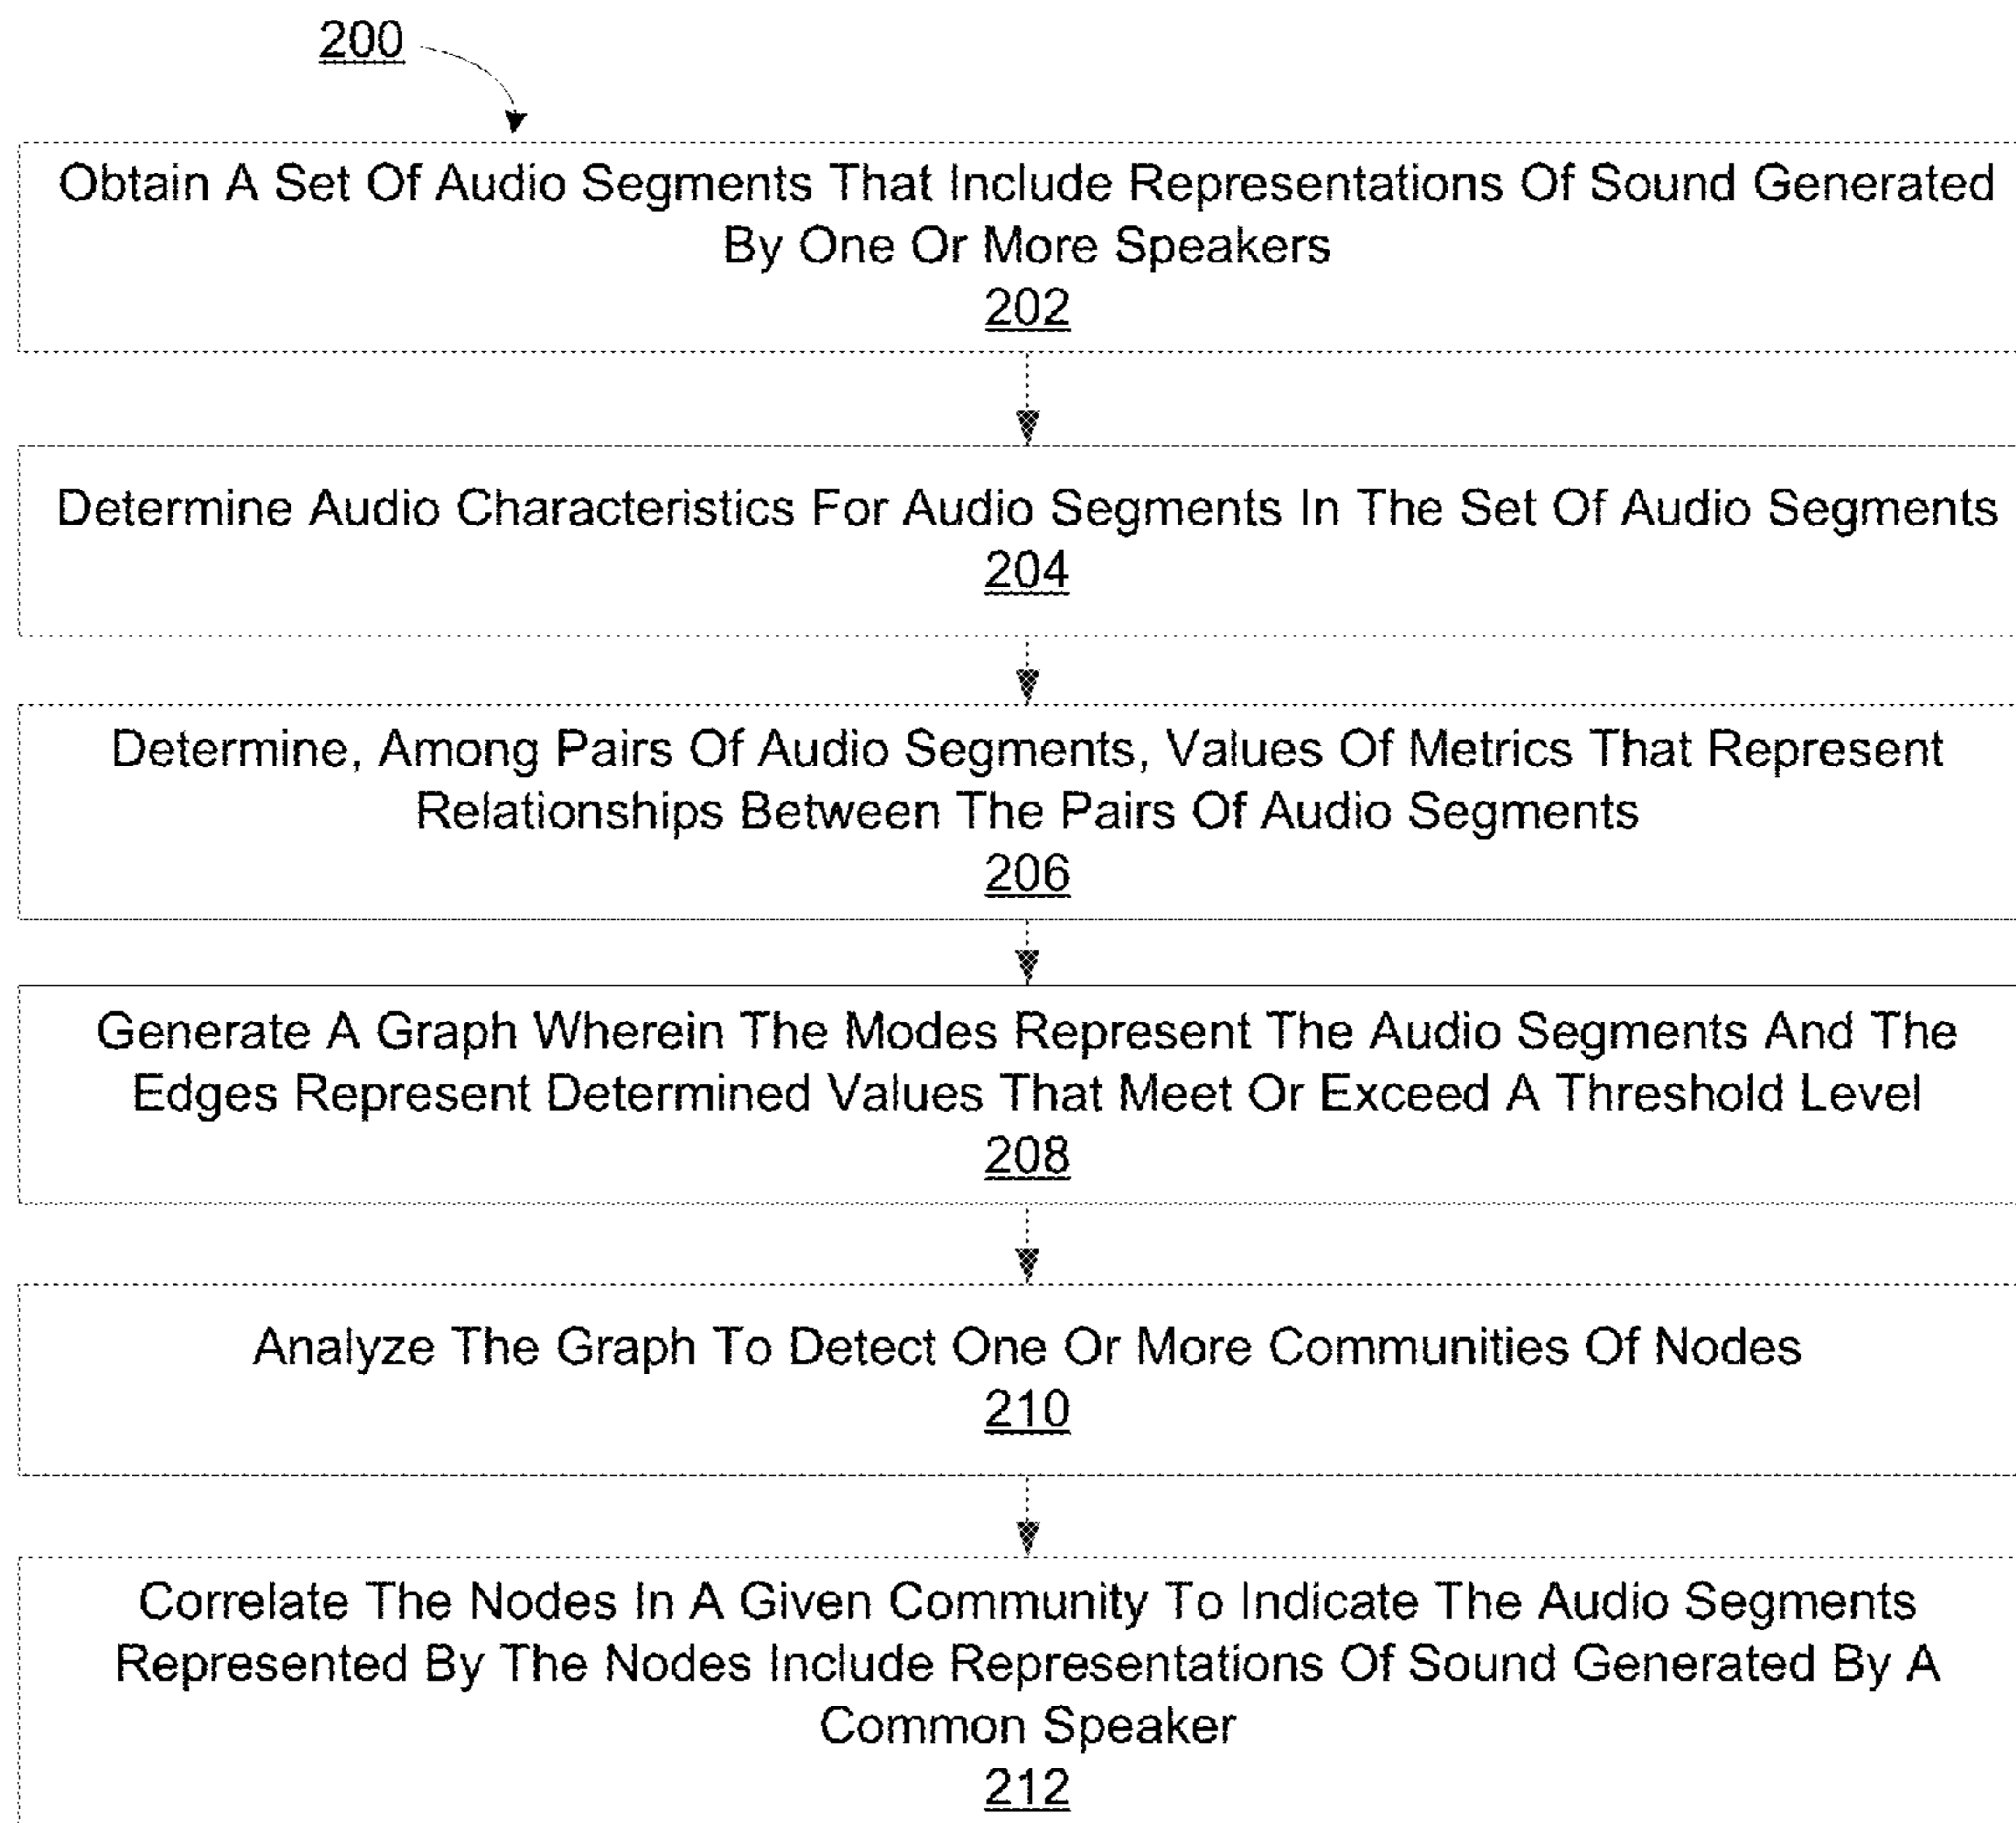 200
Obtain A Set Of Audio Segments That Include Representations Of Sound Generated
By One Or More Speakers
202
Determine Audio Characteristics For Audio Segments In The Set Of Audio Segments
204
Determine, Among Pairs Of Audio Segments, Values Of Metrics That Represent
Relationships Between The Pairs Of Audio Segments
206
Generate A Graph Wherein The Modes Represent The Audio Segments And The
Edges Represent Determined Values That Meet Or Exceed A Threshold Level
208
Analyze The Graph To Detect One Or More Communities Of Nodes
210
Correlate The Nodes In A Given Community To Indicate The Audio Segments
Represented By The Nodes Include Representations Of Sound Generated By A
Common Speaker
212